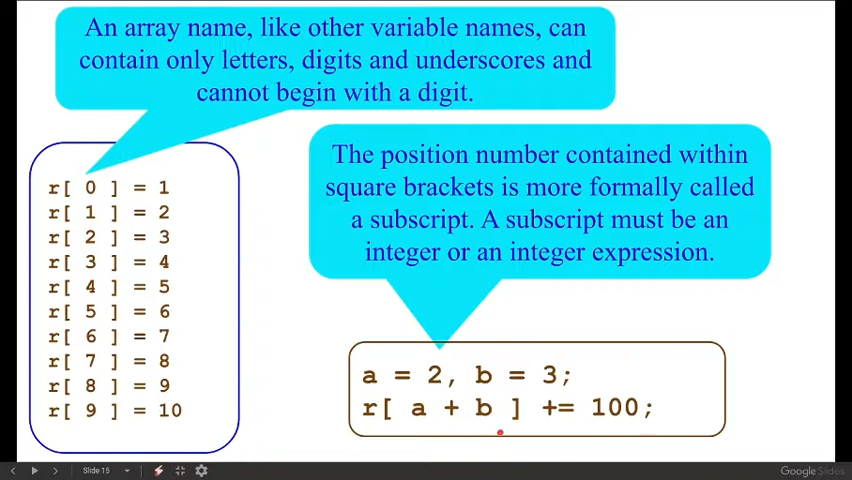 An array name, like other variable names, can
contain only letters, digits and underscores and
cannot begin with a digit.
The position number contained within
square brackets is more formally called
a subscript. A subscript must be an
integer or an integer expression.
r[ 0 ] = 1
r[ 1 ] = 2
r[ 2 ] = 3
r[ 3 ] = 4
r[ 4 ] = 5
r[ 5 ] = 6
r[ 6 ] = 7
r[ 7 ] = 8
r[ 8 ] = 9
r[ 9 ] = 10
a = 2, b = 3;
r[ a + b ] += 100;
Slide 15
Google Slides